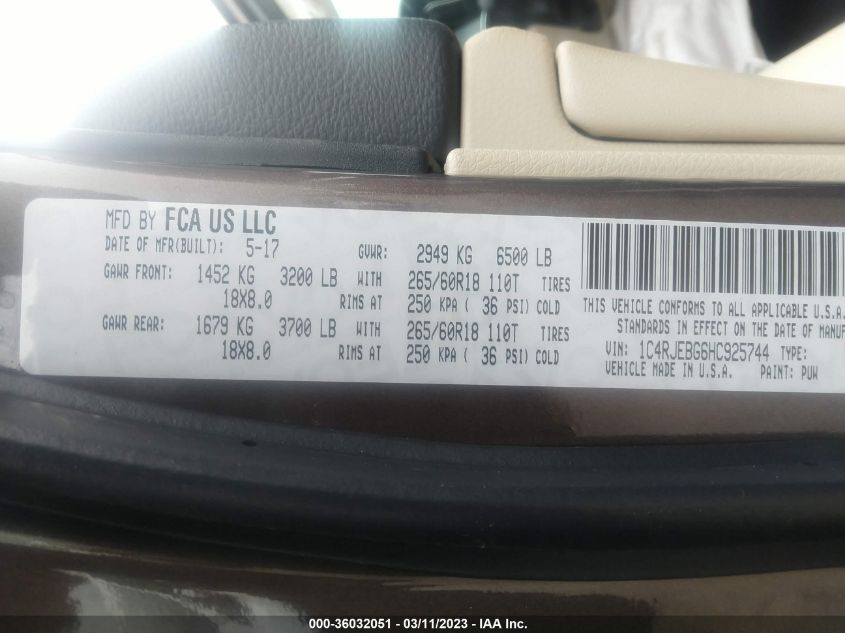 MFD BY FCA US LLC
DATE OF MFR(BUILT): 5-17 GVWR: 2949 KG 6500 LB
GAWR FRONT: 1452 KG 3200 LB WITH 265/60R18 110T TIRES
18X8.0 RIMS AT 250 KPA ( 36 PSI) COLD
GAWR REAR: 1679 KG 3700 LB WITH 265/60R18 110T TIRES
18X8.0 RIMS AT 250 KPA ( 36 PSI) COLD
THIS VEHICLE CONFORMS TO ALL APPLICABLE U.S.A.
STANDARDS IN EFFECT ON THE DATE OF MANUF
VIN: 1C4RJEBG6HC925744 TYPE:
VEHICLE MADE IN U.S.A. PAINT: PUW
000-36032051 - 03/11/2023 - IAA Inc.